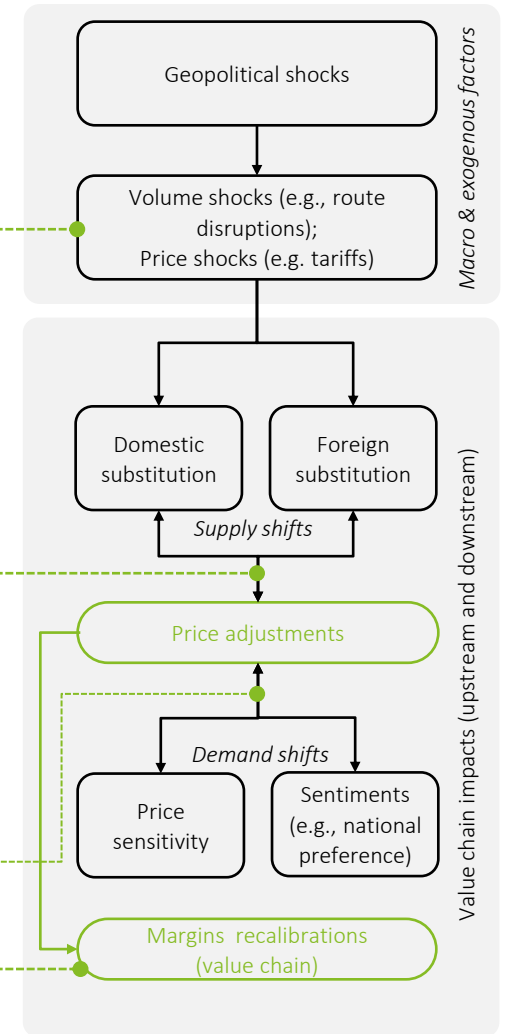 Geopolitical shocks
Macro & exogenous factors
Volume shocks (e.g., route
disruptions);
Price shocks (e.g. tariffs)
Domestic
substitution
Foreign
substitution
Supply shifts
Value chain impacts (upstream and downstream)
Price adjustments
Demand shifts
Price
sensitivity
Sentiments
(e.g., national
preference)
Margins recalibrations
(value chain)